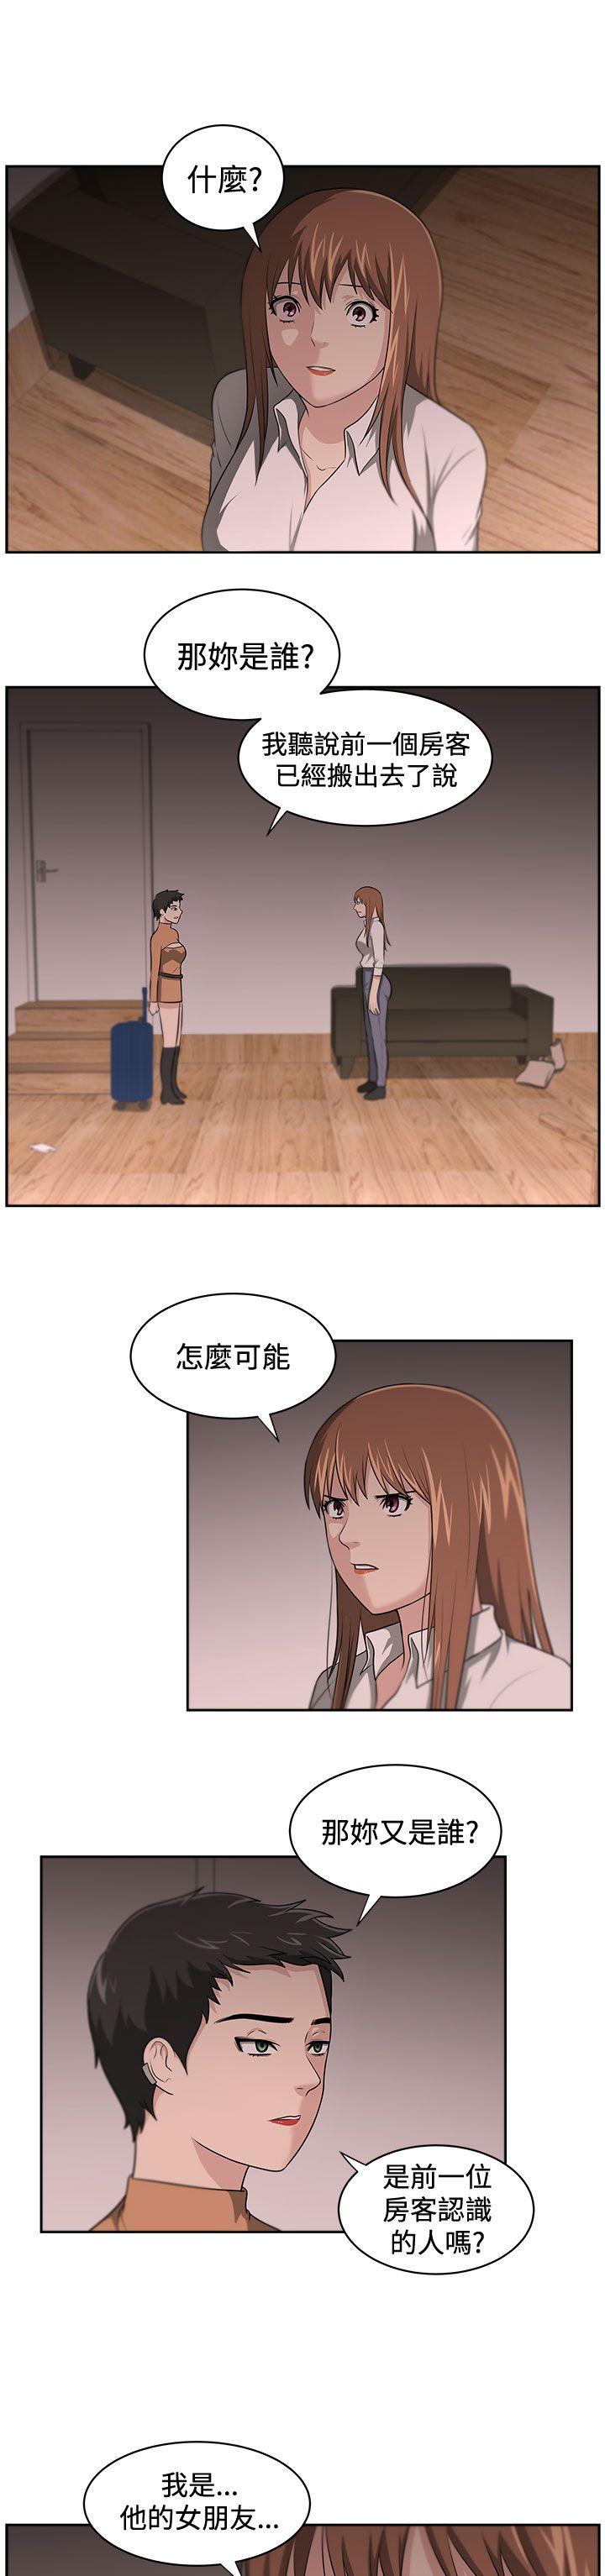 什麼?
那妳是誰?
我聽說前一個房客
已經搬出去了說
怎麼可能
那妳又是誰?
是前一位
房客認識
的人嗎?
我是...
他的女朋友...